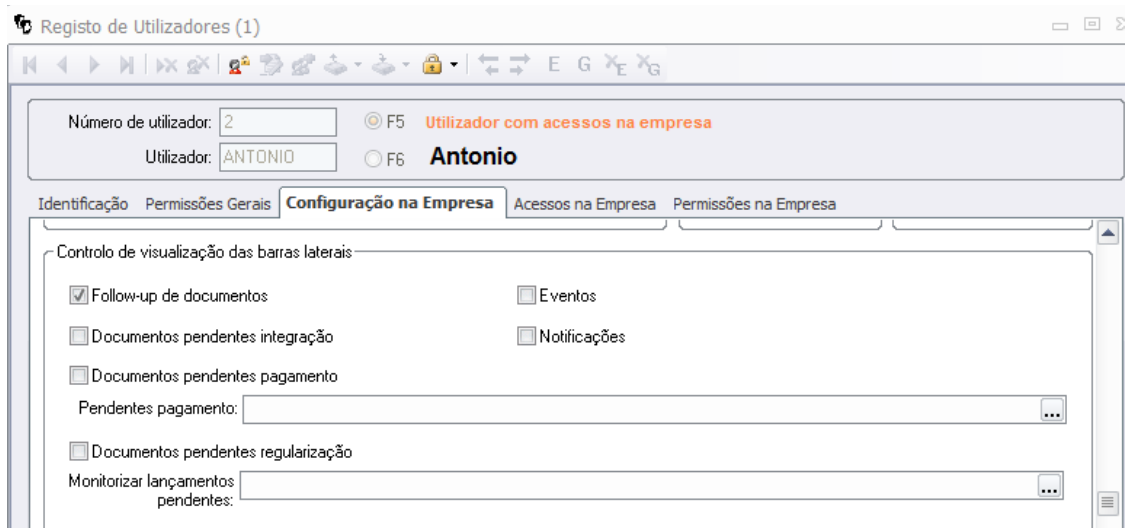 Registo de Utilizadores (1)
E G XE XG
Número de utilizador: 2 F5 Utilizador com acessos na empresa
Utilizador: ANTONIO F6 Antonio
Identificação Permissões Gerais Configuração na Empresa Acessos na Empresa Permissões na Empresa
Controlo de visualização das barras laterais
Follow-up de documentos Eventos
Documentos pendentes integração Notificações
Documentos pendentes pagamento
Pendentes pagamento: ...
Documentos pendentes regularização
Monitorizar lançamentos
pendentes: ...